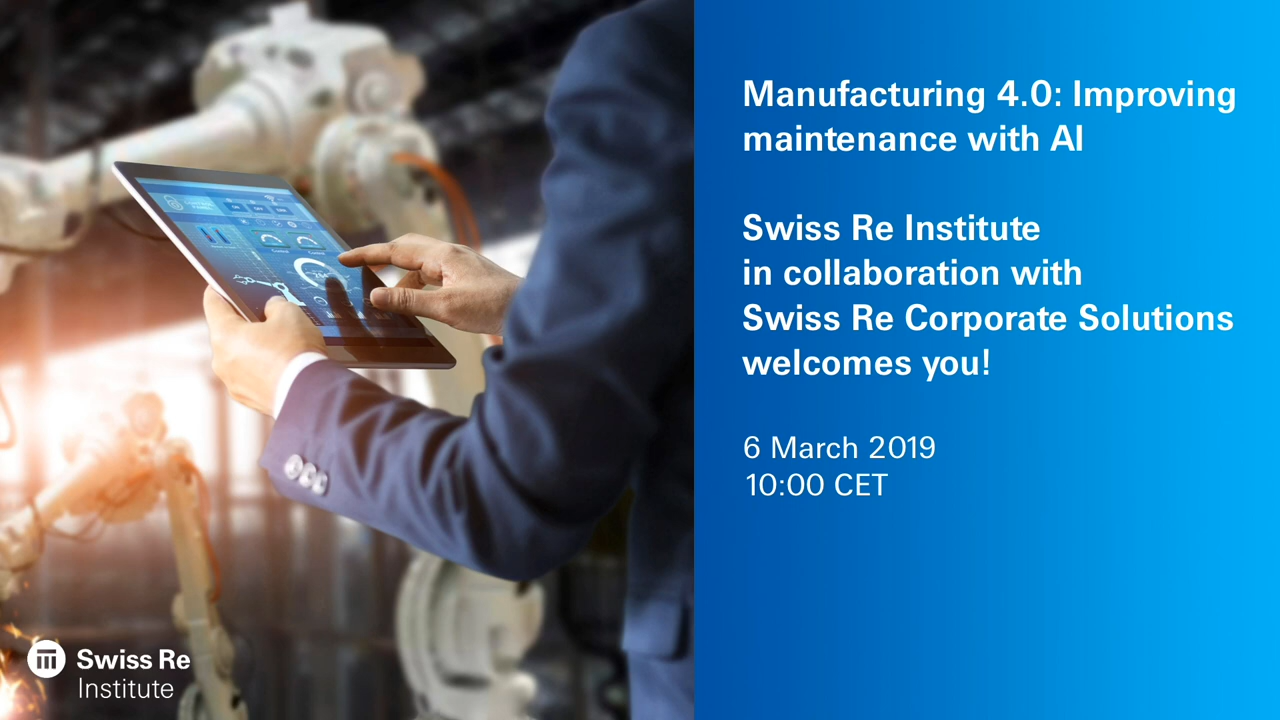 Manufacturing 4.0: Improving
maintenance with AI
Swiss Re Institute
in collaboration with
Swiss Re Corporate Solutions
welcomes you!
6 March 2019
10:00 CET
Swiss Re
Institute